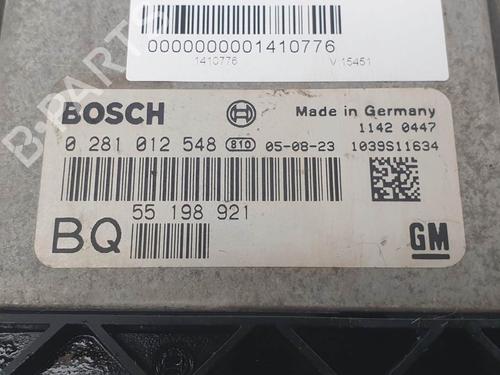 0000000001410776
1410776 V 15451
BOSCH Made in Germany
1142 0447
0 281 012 548 810 05-08-23 1039S11634
55 198 921
BQ
GM
B-PARTS